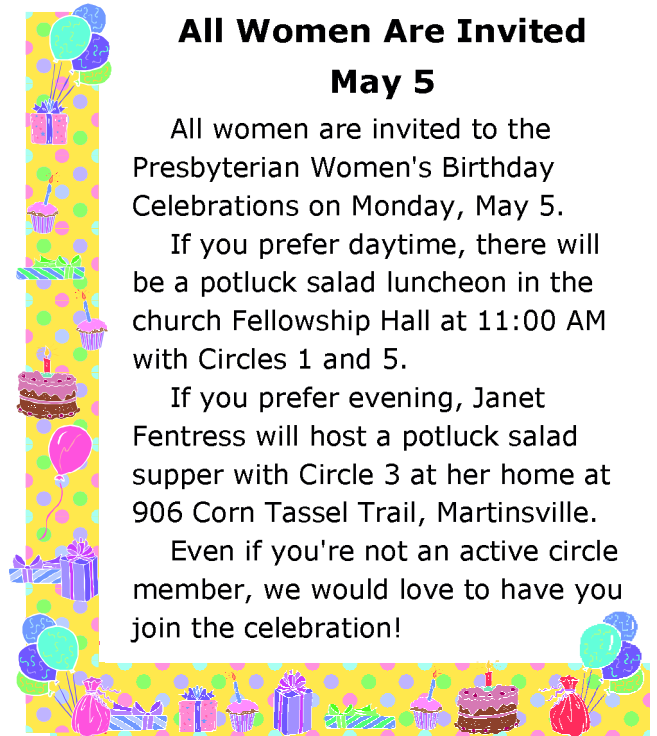 All Women Are Invited
May 5
All women are invited to the
Presbyterian Women's Birthday
Celebrations on Monday, May 5.
If you prefer daytime, there will
be a potluck salad luncheon in the
church Fellowship Hall at 11:00 AM
with Circles 1 and 5.
If you prefer evening, Janet
Fentress will host a potluck salad
supper with Circle 3 at her home at
906 Corn Tassel Trail, Martinsville.
Even if you're not an active circle
member, we would love to have you
join the celebration!